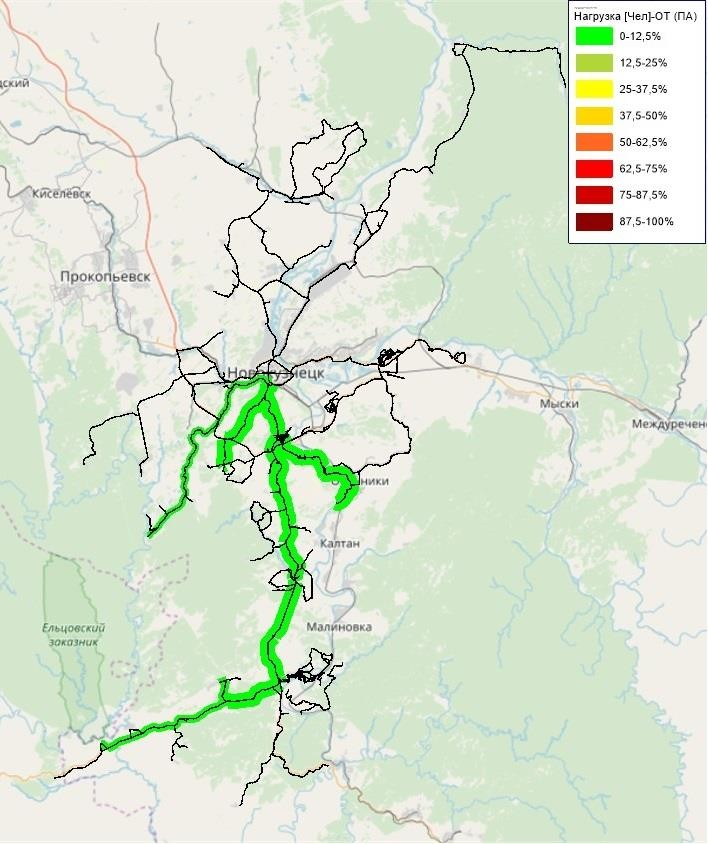 Нагрузка [Чел]-ОТ (ПА)
0-12,5%
12,5-25%
25-37,5%
37,5-50%
50-62,5%
62,5-75%
75-87,5%
87,5-100%
Киселевск
Прокопьевск
Новокузнецк
Мыски
Калтан
Малиновка
Ельцовский
заказник